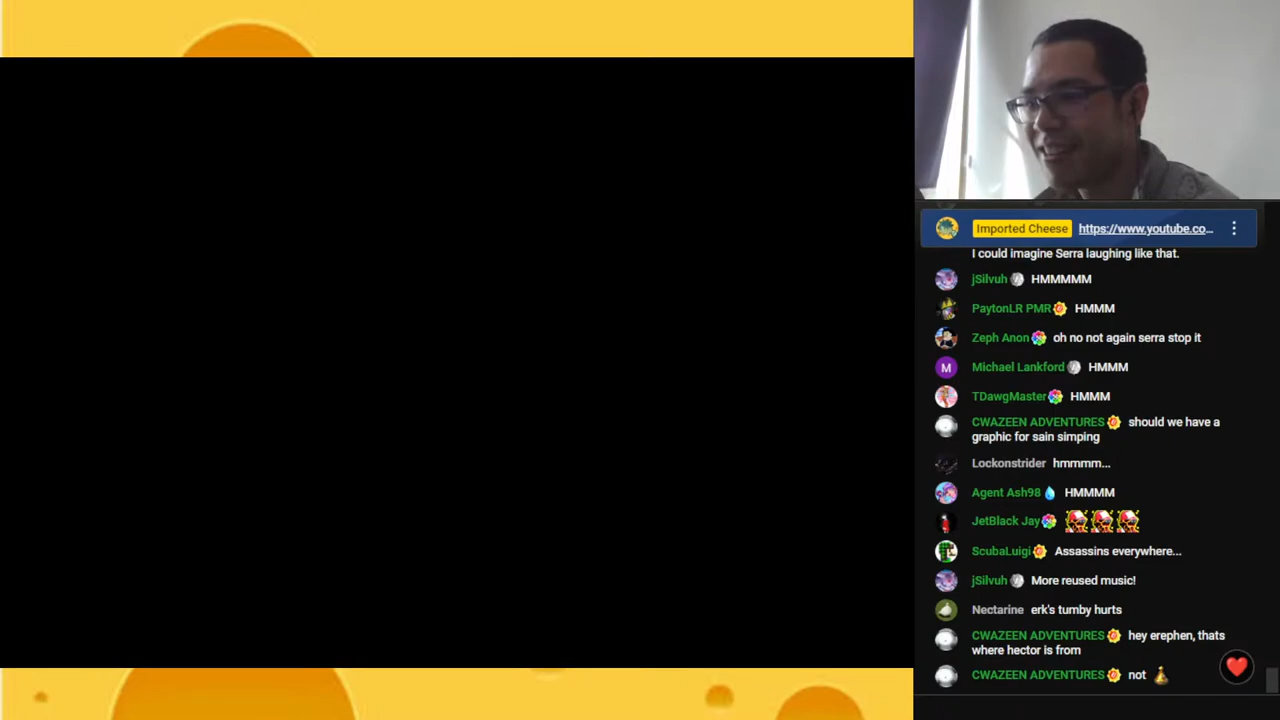 Imported Cheese https://www.youtube.co...
I could imagine Serra laughing like that.
jSilvuh HMMMMM
PaytonLR PMR HMMM
Zeph Anon oh no not again serra stop it
M Michael Lankford HMMM
TDawgMaster HMMM
CWAZEEN ADVENTURES should we have a
graphic for sain simping
Lockonstrider hmmmm...
Agent Ash98 HMMMM
JetBlack Jay
ScubaLuigi Assassins everywhere...
jSilvuh More reused music!
Nectarine erk's tumby hurts
CWAZEEN ADVENTURES hey erephen, thats
where hector is from
CWAZEEN ADVENTURES not